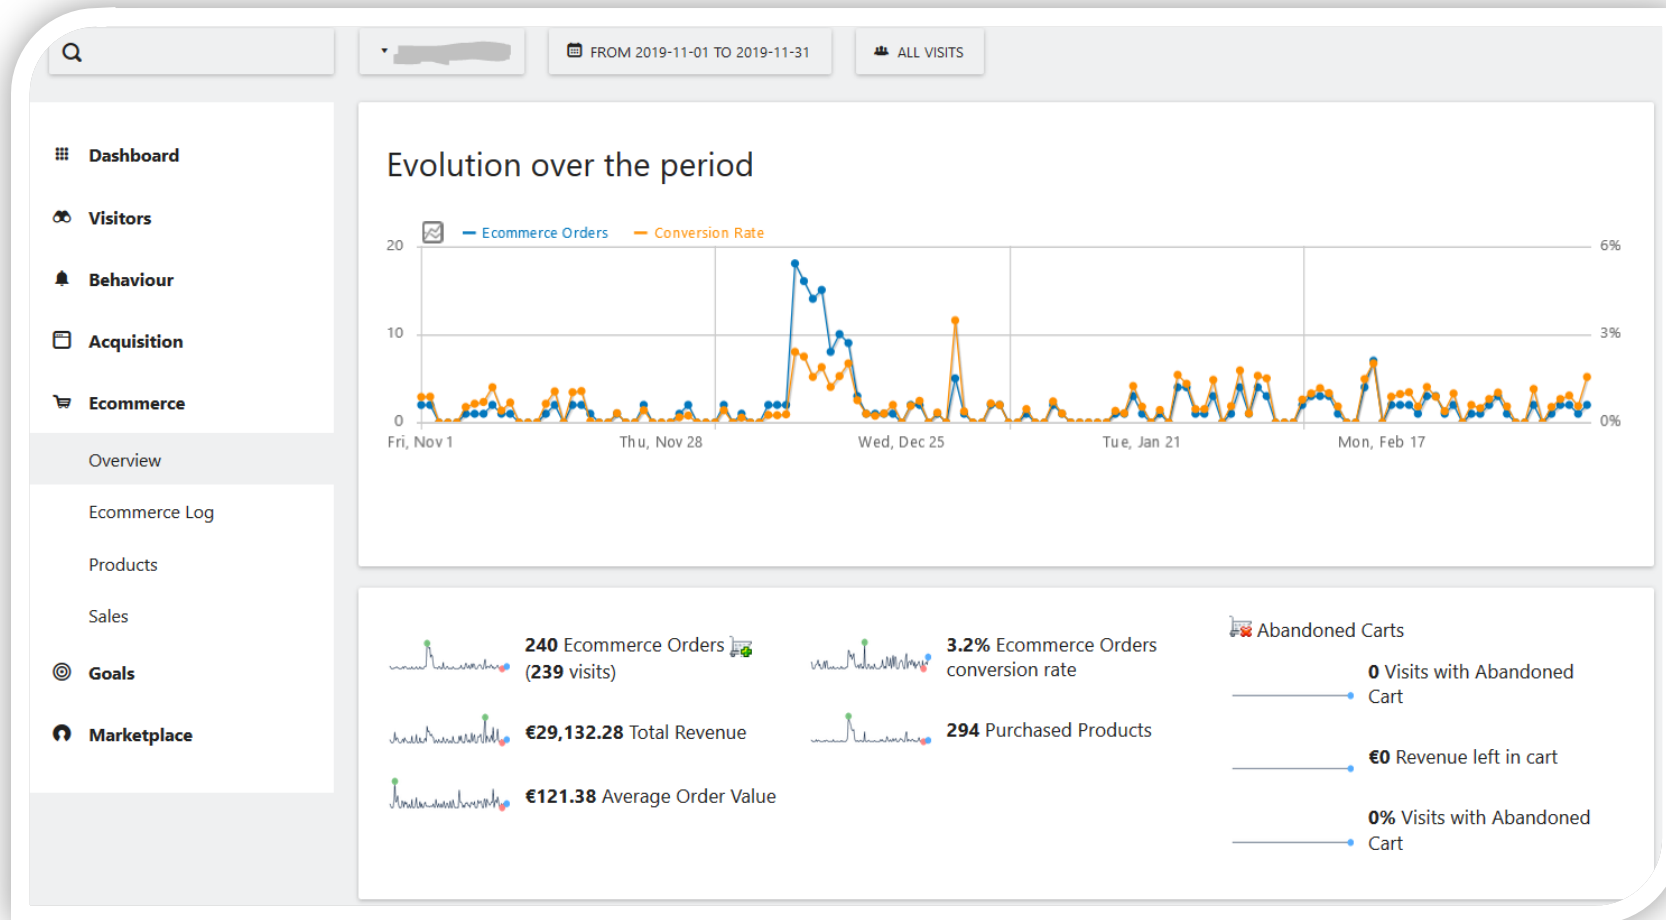 FROM 2019-11-01 TO 2019-11-31
ALL VISITS
Dashboard
Visitors
Behaviour
Acquisition
Ecommerce
Overview
Ecommerce Log
Products
Sales
Goals
Marketplace
Evolution over the period
Ecommerce Orders
Conversion Rate
20
10
0
6%
3%
0%
Fri, Nov 1
Thu, Nov 28
Wed, Dec 25
Tue, Jan 21
Mon, Feb 17
240 Ecommerce Orders
(239 visits)
€29,132.28 Total Revenue
€121.38 Average Order Value
3.2% Ecommerce Orders
conversion rate
294 Purchased Products
Abandoned Carts
0 Visits with Abandoned
Cart
€0 Revenue left in cart
0% Visits with Abandoned
Cart